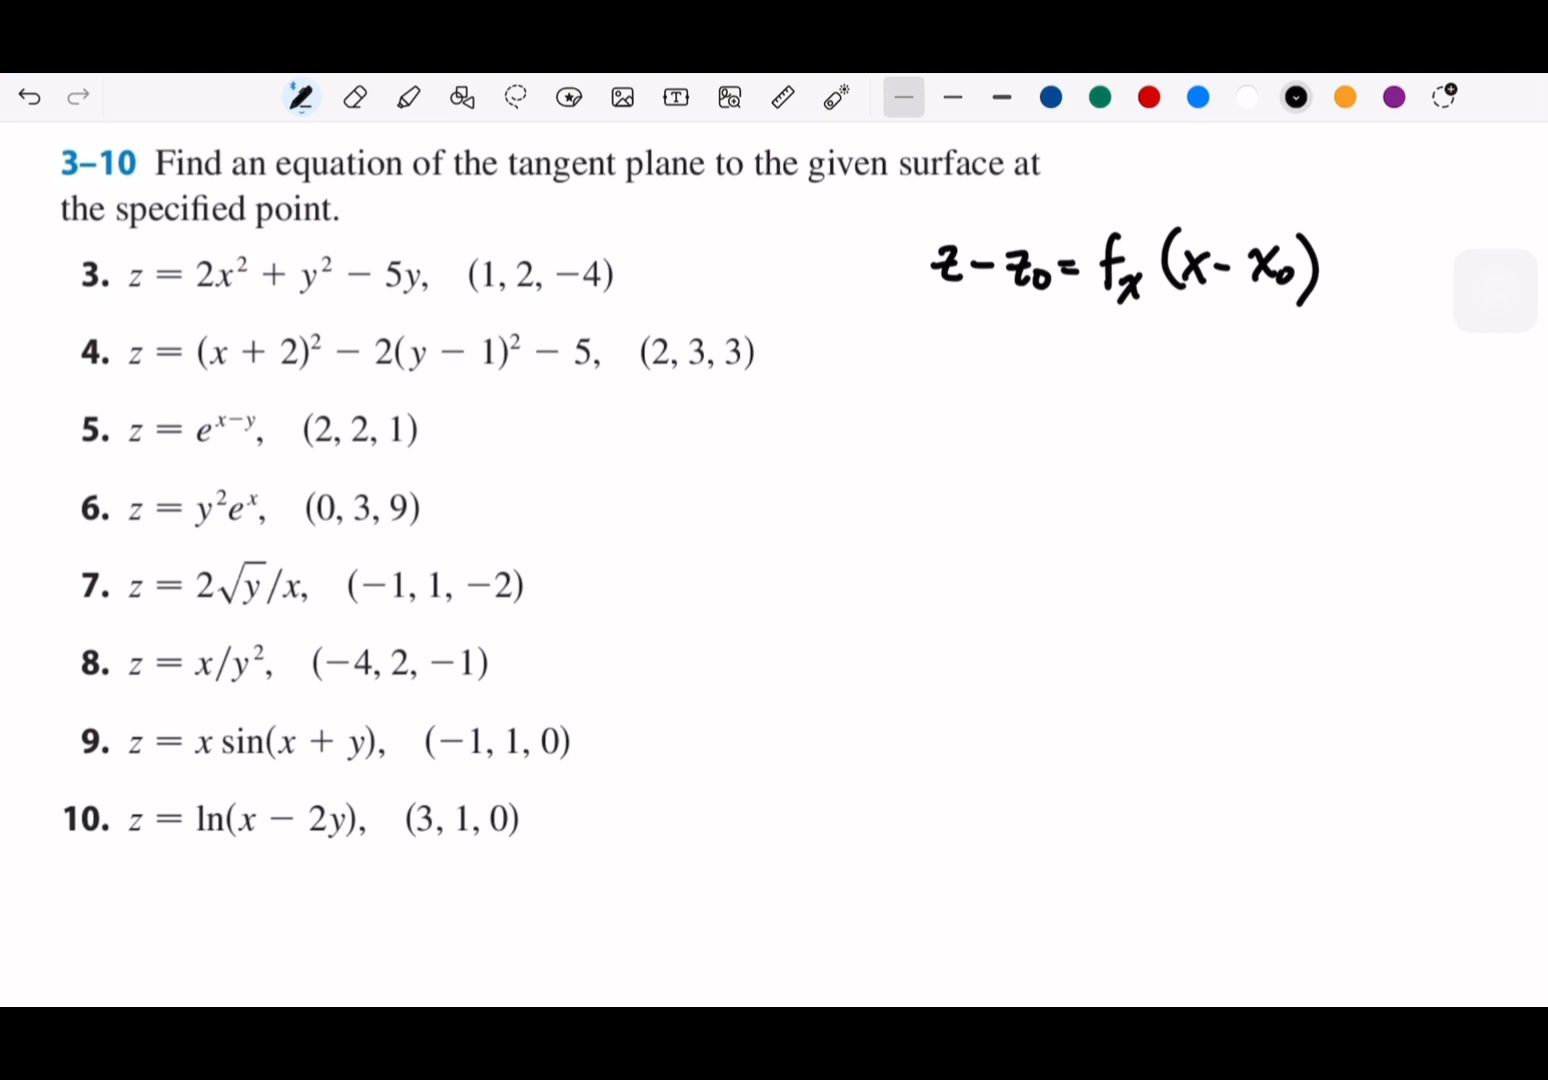 3–10 Find an equation of the tangent plane to the given surface at
the specified point.
3. z = 2x² + y² − 5y, (1, 2, −4)
z − z₀ = fₓ (x − x₀)
4. z = (x + 2)² − 2(y − 1)² − 5, (2, 3, 3)
5. z = eˣ⁻ʸ, (2, 2, 1)
6. z = y²eˣ, (0, 3, 9)
7. z = 2√y/x, (−1, 1, −2)
8. z = x/y², (−4, 2, −1)
9. z = x sin(x + y), (−1, 1, 0)
10. z = ln(x − 2y), (3, 1, 0)